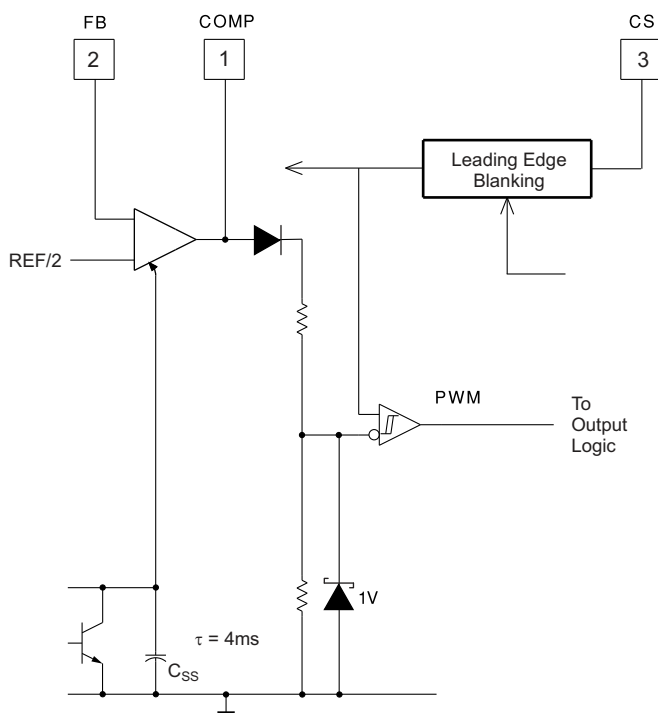 FB
COMP
CS
2
1
3
Leading Edge
Blanking
REF/2
PWM
To
Output
Logic
1V
τ = 4ms
CSS